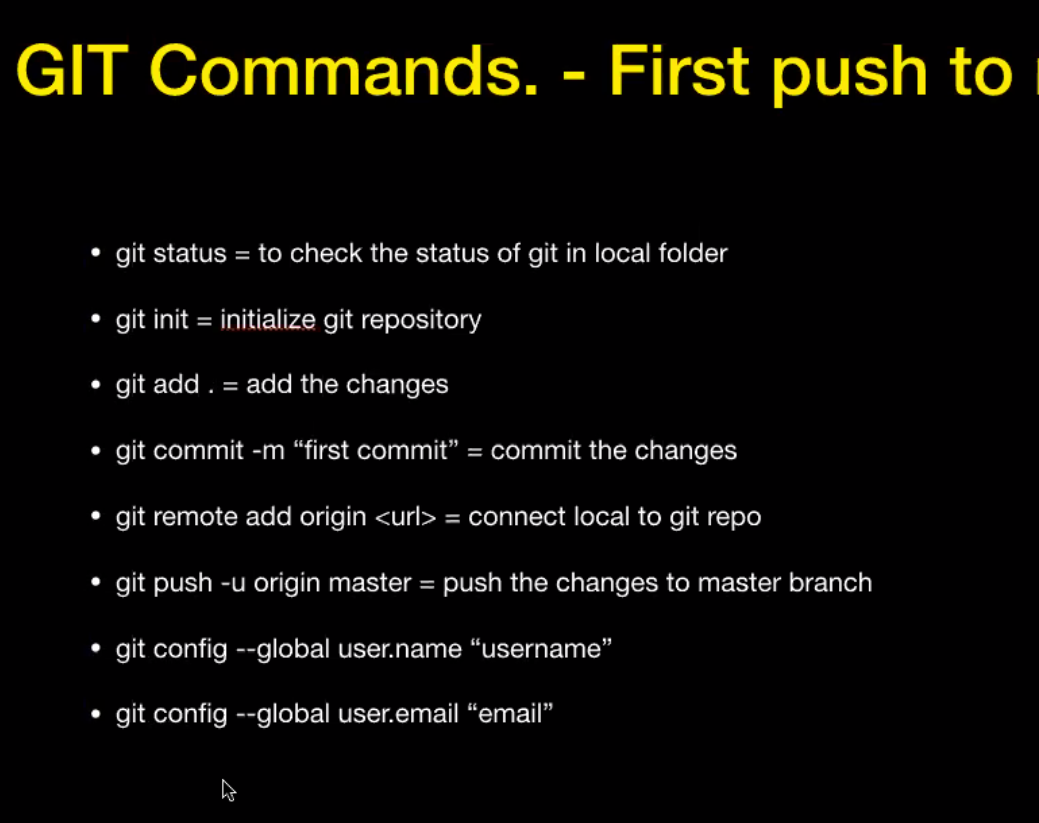 GIT Commands. - First push to
• git status = to check the status of git in local folder
• git init = initialize git repository
• git add . = add the changes
• git commit -m “first commit” = commit the changes
• git remote add origin <url> = connect local to git repo
• git push -u origin master = push the changes to master branch
• git config --global user.name “username”
• git config --global user.email “email”